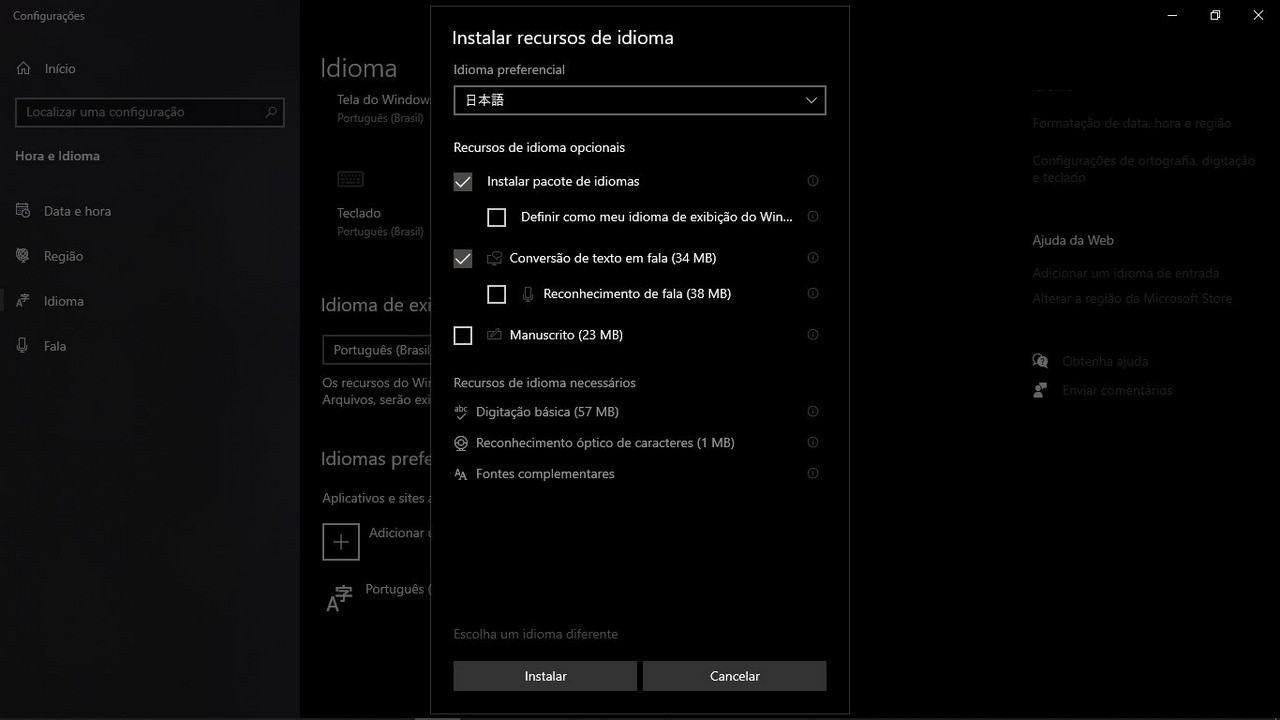 Configurações
Início
Localizar uma configuração
Hora e Idioma
Data e hora
Região
Idioma
Fala
Idioma
Tela do Window
Português (Brasil)
Teclado
Português (Brasil)
Idioma de exi
Português (Brasil
Os recursos do Wi
Arquivos, serão exi
Idiomas prefe
Aplicativos e sites a
Adicionar u
Português (
Instalar recursos de idioma
Idioma preferencial
日本語
Recursos de idioma opcionais
Instalar pacote de idiomas
Definir como meu idioma de exibição do Win...
Conversão de texto em fala (34 MB)
Reconhecimento de fala (38 MB)
Manuscrito (23 MB)
Recursos de idioma necessários
abc
Digitação básica (57 MB)
Reconhecimento óptico de caracteres (1 MB)
Fontes complementares
Escolha um idioma diferente
Instalar
Cancelar
Formatação de data, hora e região
Configurações de ortografia, digitação
e teclado
Ajuda da Web
Adicionar um idioma de entrada
Alterar a região da Microsoft Store
Obtenha ajuda
Enviar comentários